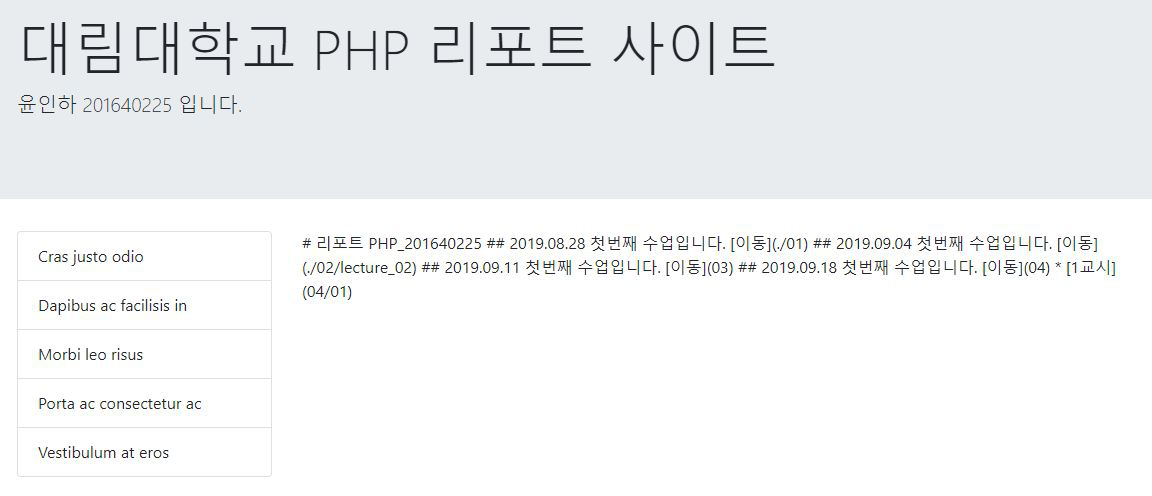 대림대학교 PHP 리포트 사이트
윤인하 201640225 입니다.
Cras justo odio
Dapibus ac facilisis in
Morbi leo risus
Porta ac consectetur ac
Vestibulum at eros
# 리포트 PHP_201640225 ## 2019.08.28 첫번째 수업입니다. [이동](./01) ## 2019.09.04 첫번째 수업입니다. [이동]
(./02/lecture_02) ## 2019.09.11 첫번째 수업입니다. [이동](03) ## 2019.09.18 첫번째 수업입니다. [이동](04) * [1교시]
(04/01)